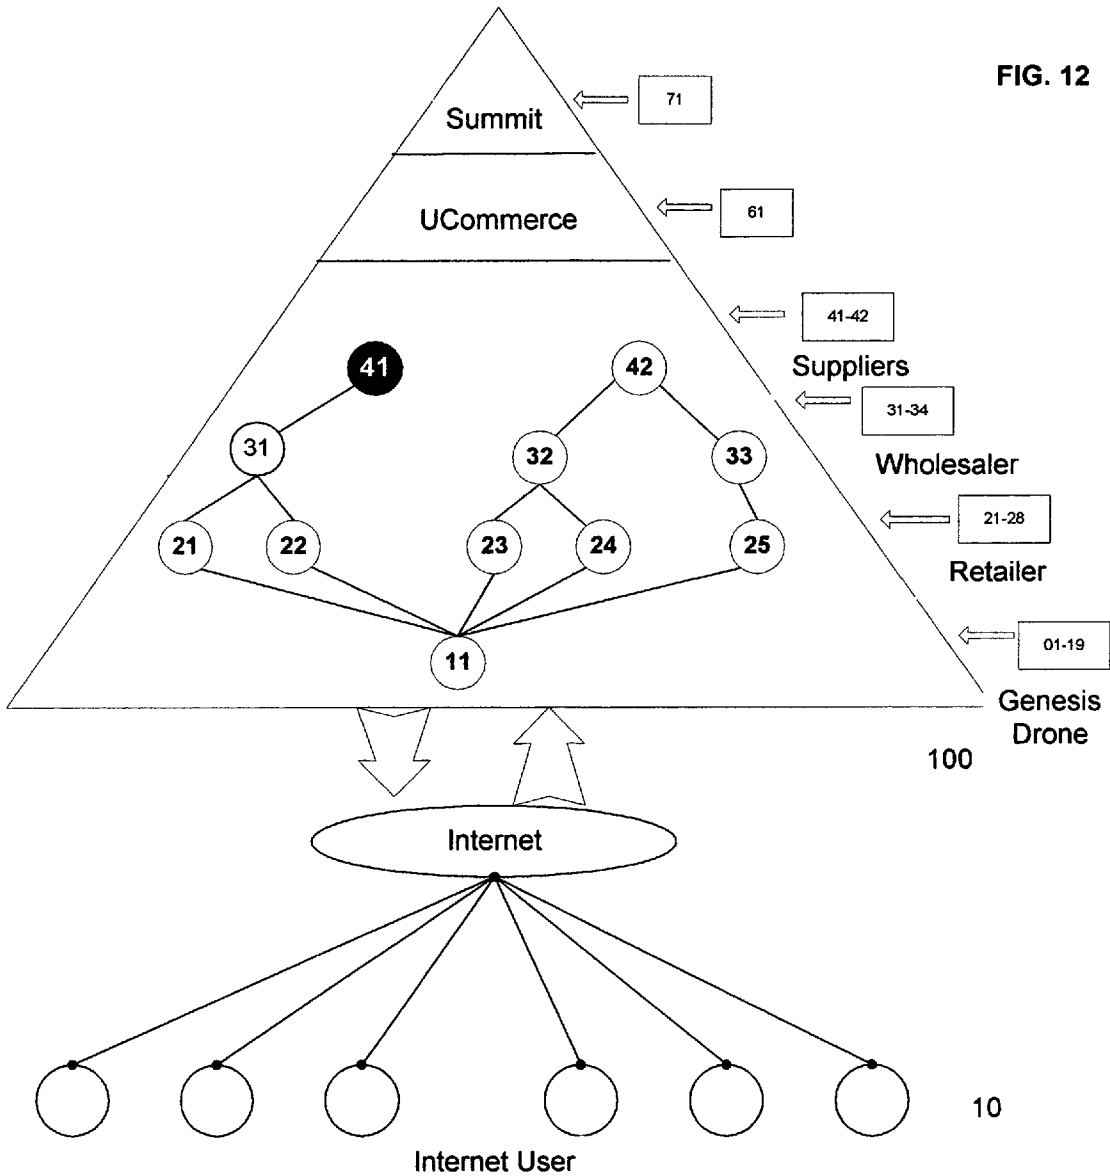 FIG. 12
71
Summit
61
UCommerce
41-42
Suppliers
41
42
31-34
Wholesaler
31
32
33
21-28
Retailer
21
22
23
24
25
01-19
11
Genesis
Drone
100
Internet
10
Internet User